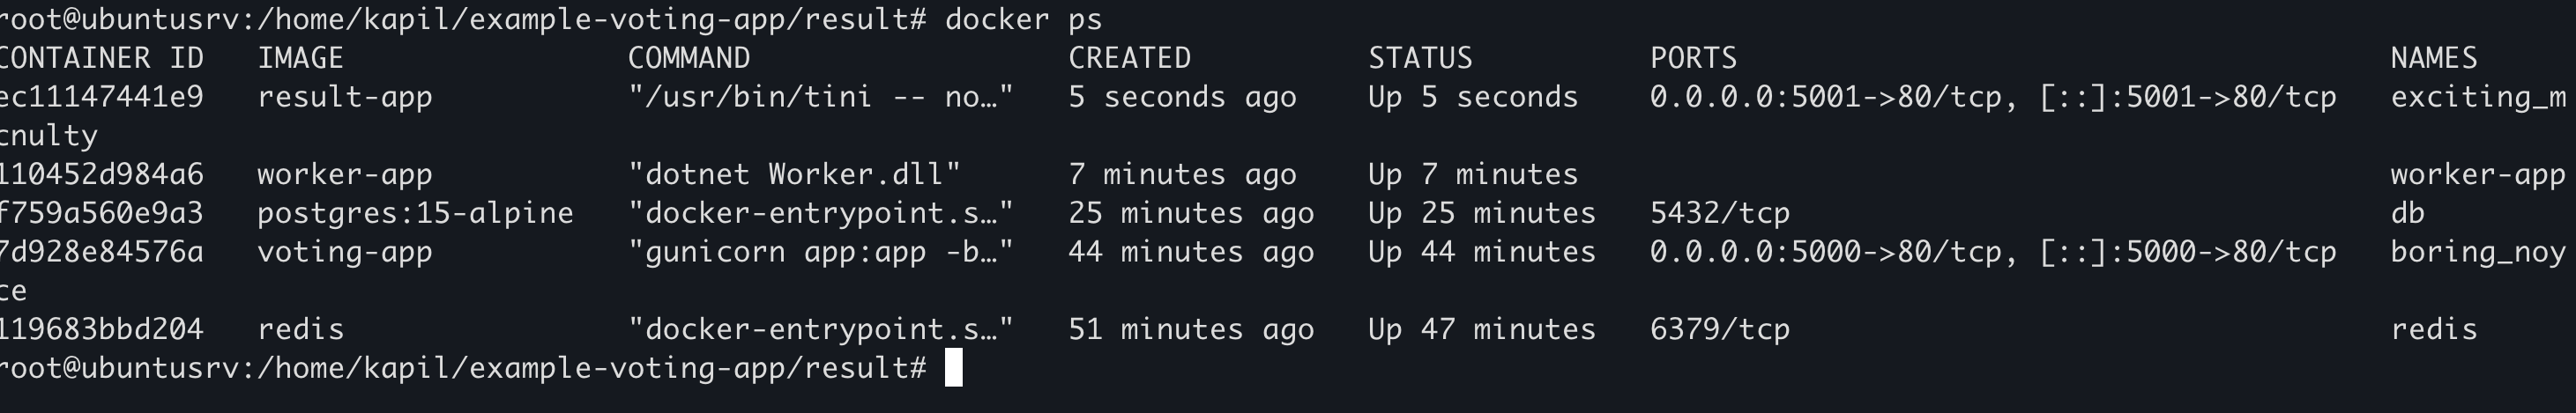 root@ubuntusrv:/home/kapil/example-voting-app/result# docker ps
CONTAINER ID   IMAGE                COMMAND                  CREATED          STATUS          PORTS                                     NAMES
ec11147441e9   result-app           "/usr/bin/tini -- no…"   5 seconds ago    Up 5 seconds    0.0.0.0:5001->80/tcp, [::]:5001->80/tcp   exciting_m
cnulty
110452d984a6   worker-app           "dotnet Worker.dll"      7 minutes ago    Up 7 minutes                                              worker-app
f759a560e9a3   postgres:15-alpine   "docker-entrypoint.s…"   25 minutes ago   Up 25 minutes   5432/tcp                                  db
7d928e84576a   voting-app           "gunicorn app:app -b…"   44 minutes ago   Up 44 minutes   0.0.0.0:5000->80/tcp, [::]:5000->80/tcp   boring_noy
ce
119683bbd204   redis                "docker-entrypoint.s…"   51 minutes ago   Up 47 minutes   6379/tcp                                  redis
root@ubuntusrv:/home/kapil/example-voting-app/result#